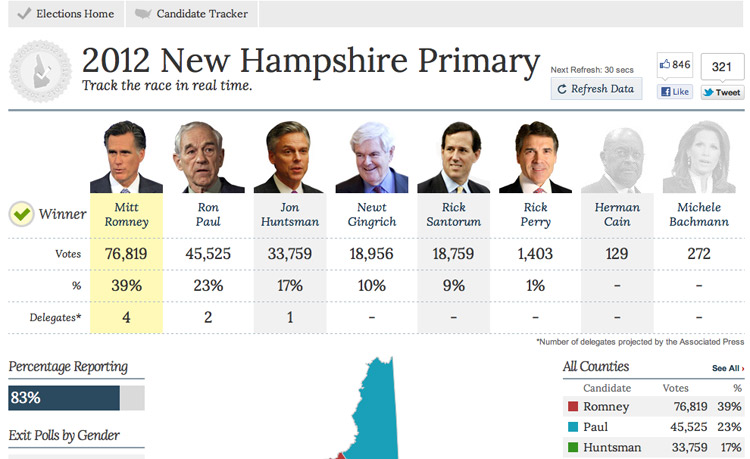 Elections Home Candidate Tracker
2012 New Hampshire Primary
Track the race in real time.
Next Refresh: 30 secs
Refresh Data
846
Like
321
Tweet
Winner
Mitt Romney Ron Paul Jon Huntsman Newt Gingrich Rick Santorum Rick Perry Herman Cain Michele Bachmann
Votes 76,819 45,525 33,759 18,956 18,759 1,403 129 272
% 39% 23% 17% 10% 9% 1% - -
Delegates* 4 2 1 - - - - -
*Number of delegates projected by the Associated Press
Percentage Reporting
83%
Exit Polls by Gender
All Counties See All ›
Candidate Votes %
Romney 76,819 39%
Paul 45,525 23%
Huntsman 33,759 17%